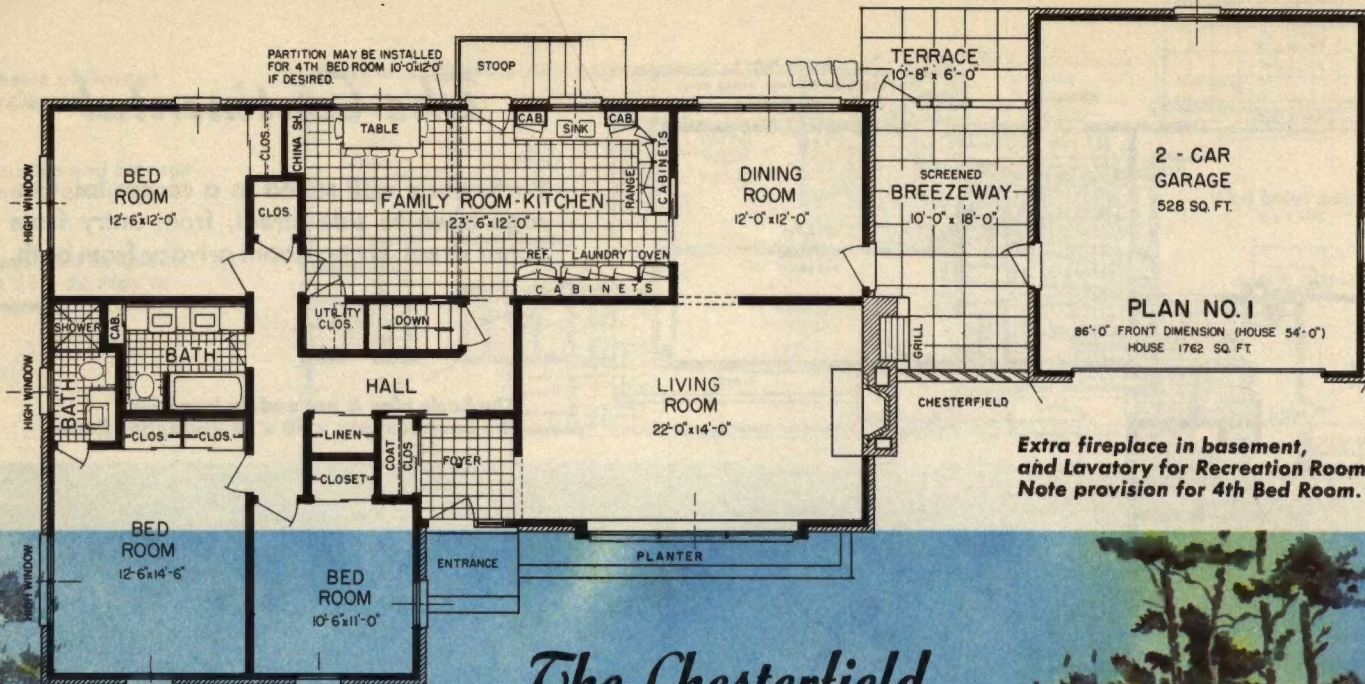 PARTITION MAY BE INSTALLED
FOR 4TH BED ROOM 10'-0"x12'-0"
IF DESIRED.
STOOP
TERRACE
10'-8" x 6'-0"
HIGH WINDOW
BED
ROOM
12'-6"x12'-0"
CLOS.
CLOS.
CHINA SH.
TABLE
CAB.
SINK
CAB.
CABINETS
RANGE
FAMILY ROOM-KITCHEN
23'-6"x12'-0"
REF.
LAUNDRY
OVEN
CABINETS
DINING
ROOM
12'-0"x12'-0"
SCREENED
BREEZEWAY
10'-0" x 18'-0"
2 - CAR
GARAGE
528 SQ. FT.
PLAN NO. 1
86'-0" FRONT DIMENSION (HOUSE 54'-0")
HOUSE 1762 SQ. FT.
SHOWER
CAB.
BATH
UTILITY
CLOS.
DOWN
HIGH WINDOW
BATH
HALL
LIVING
ROOM
22'-0"x14'-0"
GRILL
CHESTERFIELD
CLOS.
CLOS.
LINEN
COAT
CLOS.
FOYER
CLOSET
Extra fireplace in basement,
and Lavatory for Recreation Room
Note provision for 4th Bed Room.
HIGH WINDOW
BED
ROOM
12'-6"x14'-6"
BED
ROOM
10'-6"x11'-0"
ENTRANCE
PLANTER
The Chesterfield